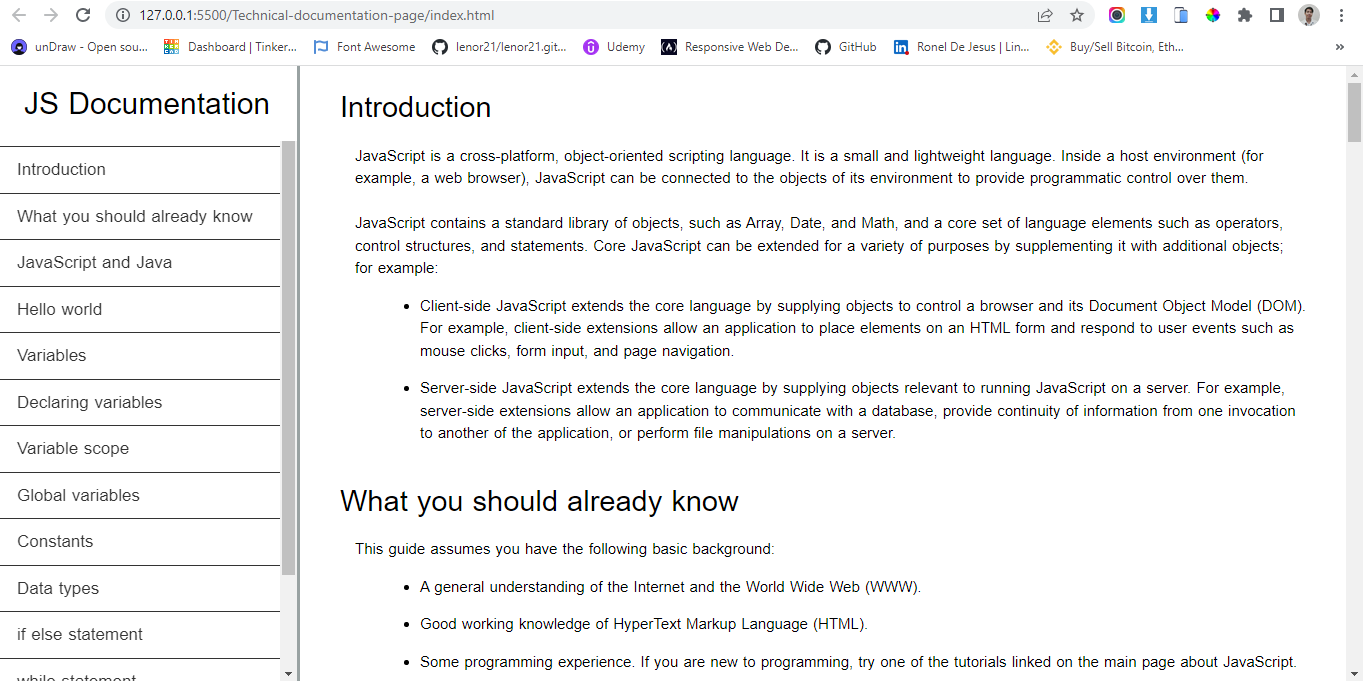 127.0.0.1:5500/Technical-documentation-page/index.html
unDraw - Open sou...
Dashboard | Tinker...
Font Awesome
lenor21/lenor21.git...
Udemy
Responsive Web De...
GitHub
Ronel De Jesus | Lin...
Buy/Sell Bitcoin, Eth...
»
JS Documentation
Introduction
What you should already know
JavaScript and Java
Hello world
Variables
Declaring variables
Variable scope
Global variables
Constants
Data types
if else statement
while statement
Introduction
JavaScript is a cross-platform, object-oriented scripting language. It is a small and lightweight language. Inside a host environment (for
example, a web browser), JavaScript can be connected to the objects of its environment to provide programmatic control over them.
JavaScript contains a standard library of objects, such as Array, Date, and Math, and a core set of language elements such as operators,
control structures, and statements. Core JavaScript can be extended for a variety of purposes by supplementing it with additional objects;
for example:
• Client-side JavaScript extends the core language by supplying objects to control a browser and its Document Object Model (DOM).
For example, client-side extensions allow an application to place elements on an HTML form and respond to user events such as
mouse clicks, form input, and page navigation.
• Server-side JavaScript extends the core language by supplying objects relevant to running JavaScript on a server. For example,
server-side extensions allow an application to communicate with a database, provide continuity of information from one invocation
to another of the application, or perform file manipulations on a server.
What you should already know
This guide assumes you have the following basic background:
• A general understanding of the Internet and the World Wide Web (WWW).
• Good working knowledge of HyperText Markup Language (HTML).
• Some programming experience. If you are new to programming, try one of the tutorials linked on the main page about JavaScript.